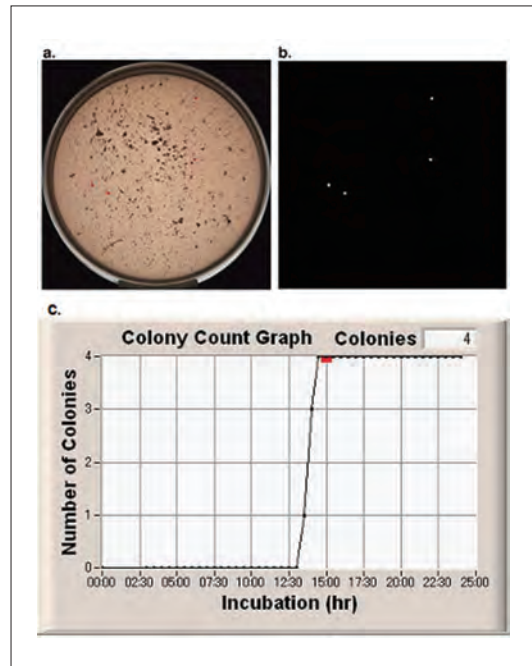 a.
b.
c.
Colony Count Graph Colonies 4
Number of Colonies
4
3
2
1
0
00:00 02:30 05:00 07:30 10:00 12:30 15:00 17:30 20:00 22:30 25:00
Incubation (hr)